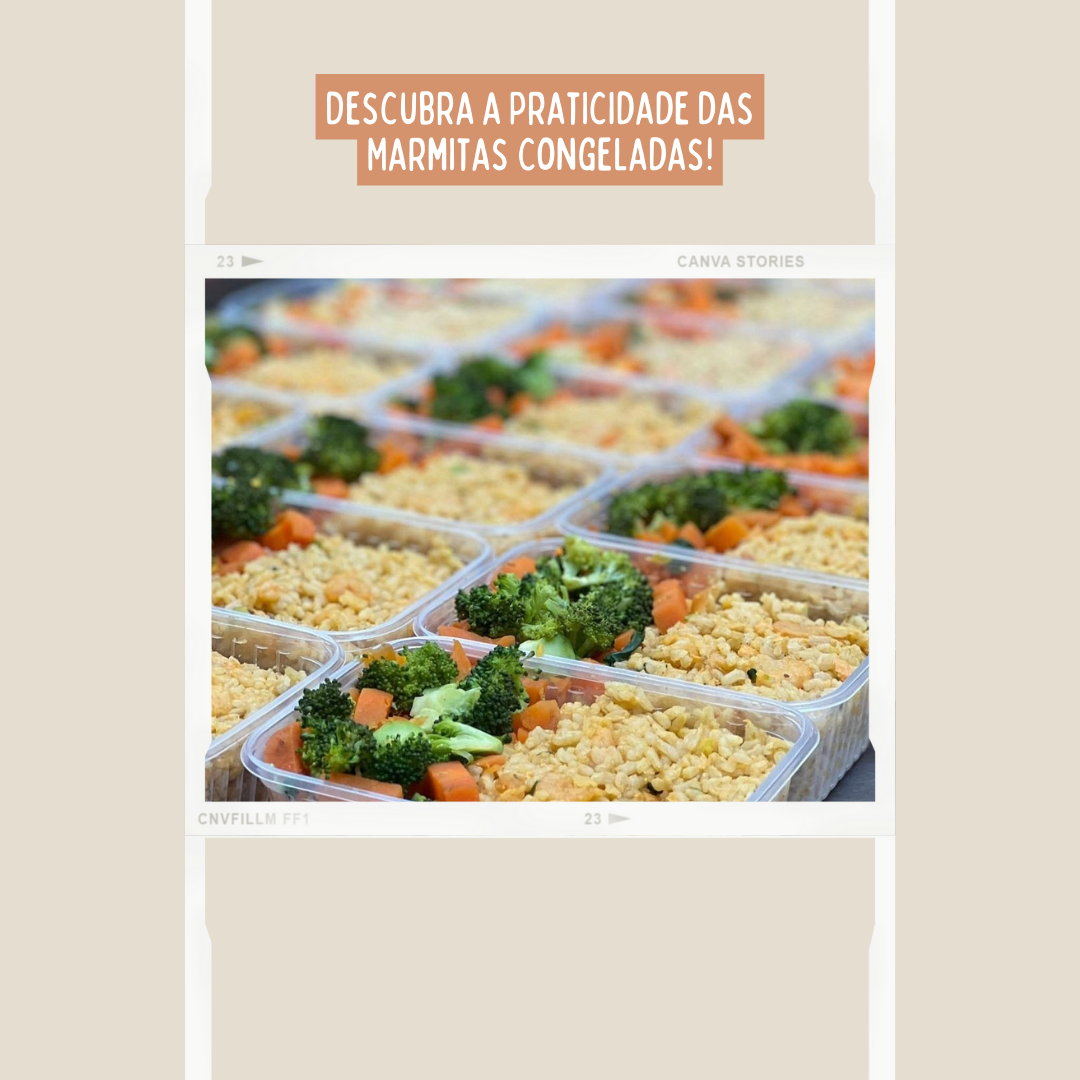 DESCUBRA A PRATICIDADE DAS
MARMITAS CONGELADAS!
23
CANVA STORIES
CNVFILLM FF1
23